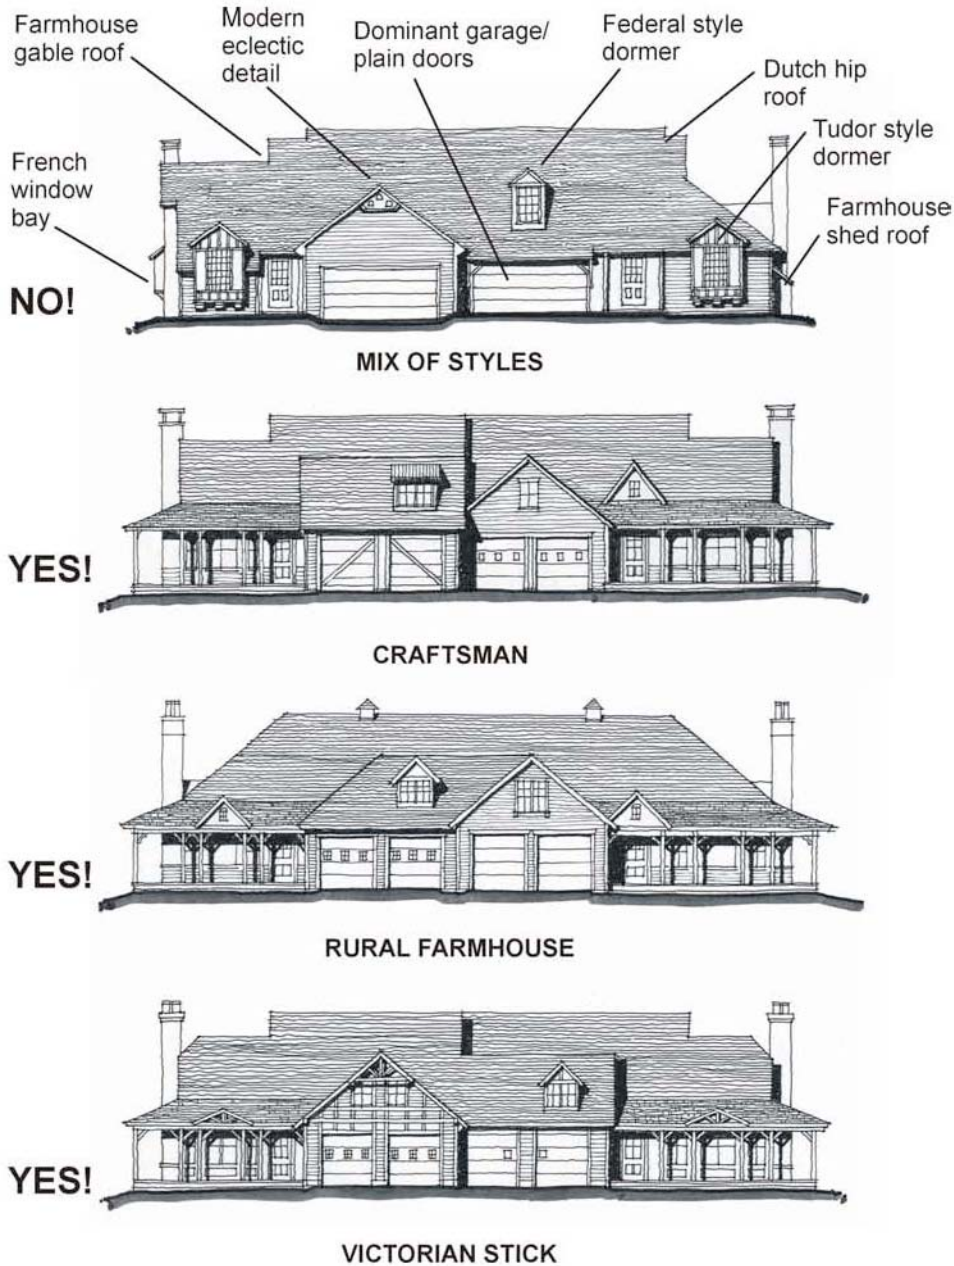 Farmhouse
gable roof
Modern
eclectic
detail
Dominant garage/
plain doors
Federal style
dormer
Dutch hip
roof
Tudor style
dormer
French
window
bay
Farmhouse
shed roof
NO!
MIX OF STYLES
YES!
CRAFTSMAN
YES!
RURAL FARMHOUSE
YES!
VICTORIAN STICK